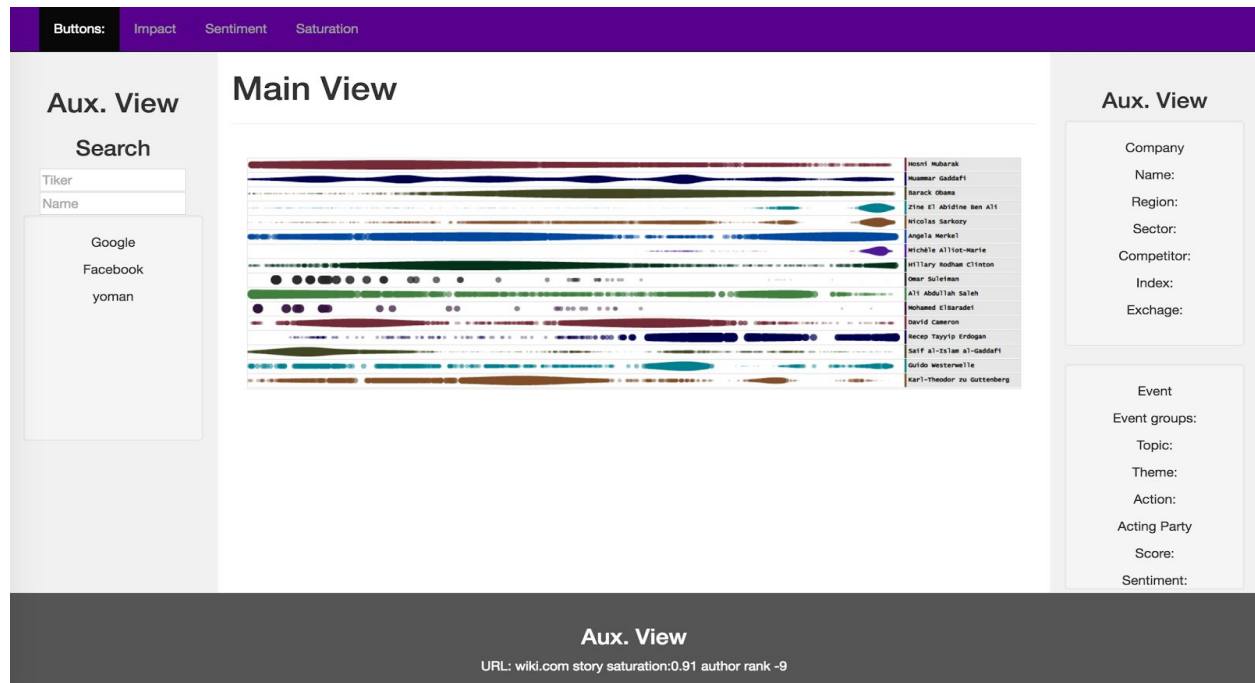 Buttons: Impact Sentiment Saturation
Aux. View
Search
Tiker
Name
Google
Facebook
yoman
Main View
Hosni Mubarak
Muammar Gaddafi
Barack Obama
Zine El Abidine Ben Ali
Nicolas Sarkozy
Angela Merkel
Michèle Alliot-Marie
Hillary Rodham Clinton
Omar Suleiman
Ali Abdullah Saleh
Mohamed ElBaradei
David Cameron
Recep Tayyip Erdogan
Saif al-Islam al-Gaddafi
Guido Westerwelle
Karl-Theodor zu Guttenberg
Aux. View
Company
Name:
Region:
Sector:
Competitor:
Index:
Exchage:
Event
Event groups:
Topic:
Theme:
Action:
Acting Party
Score:
Sentiment:
Aux. View
URL: wiki.com story saturation:0.91 author rank -9